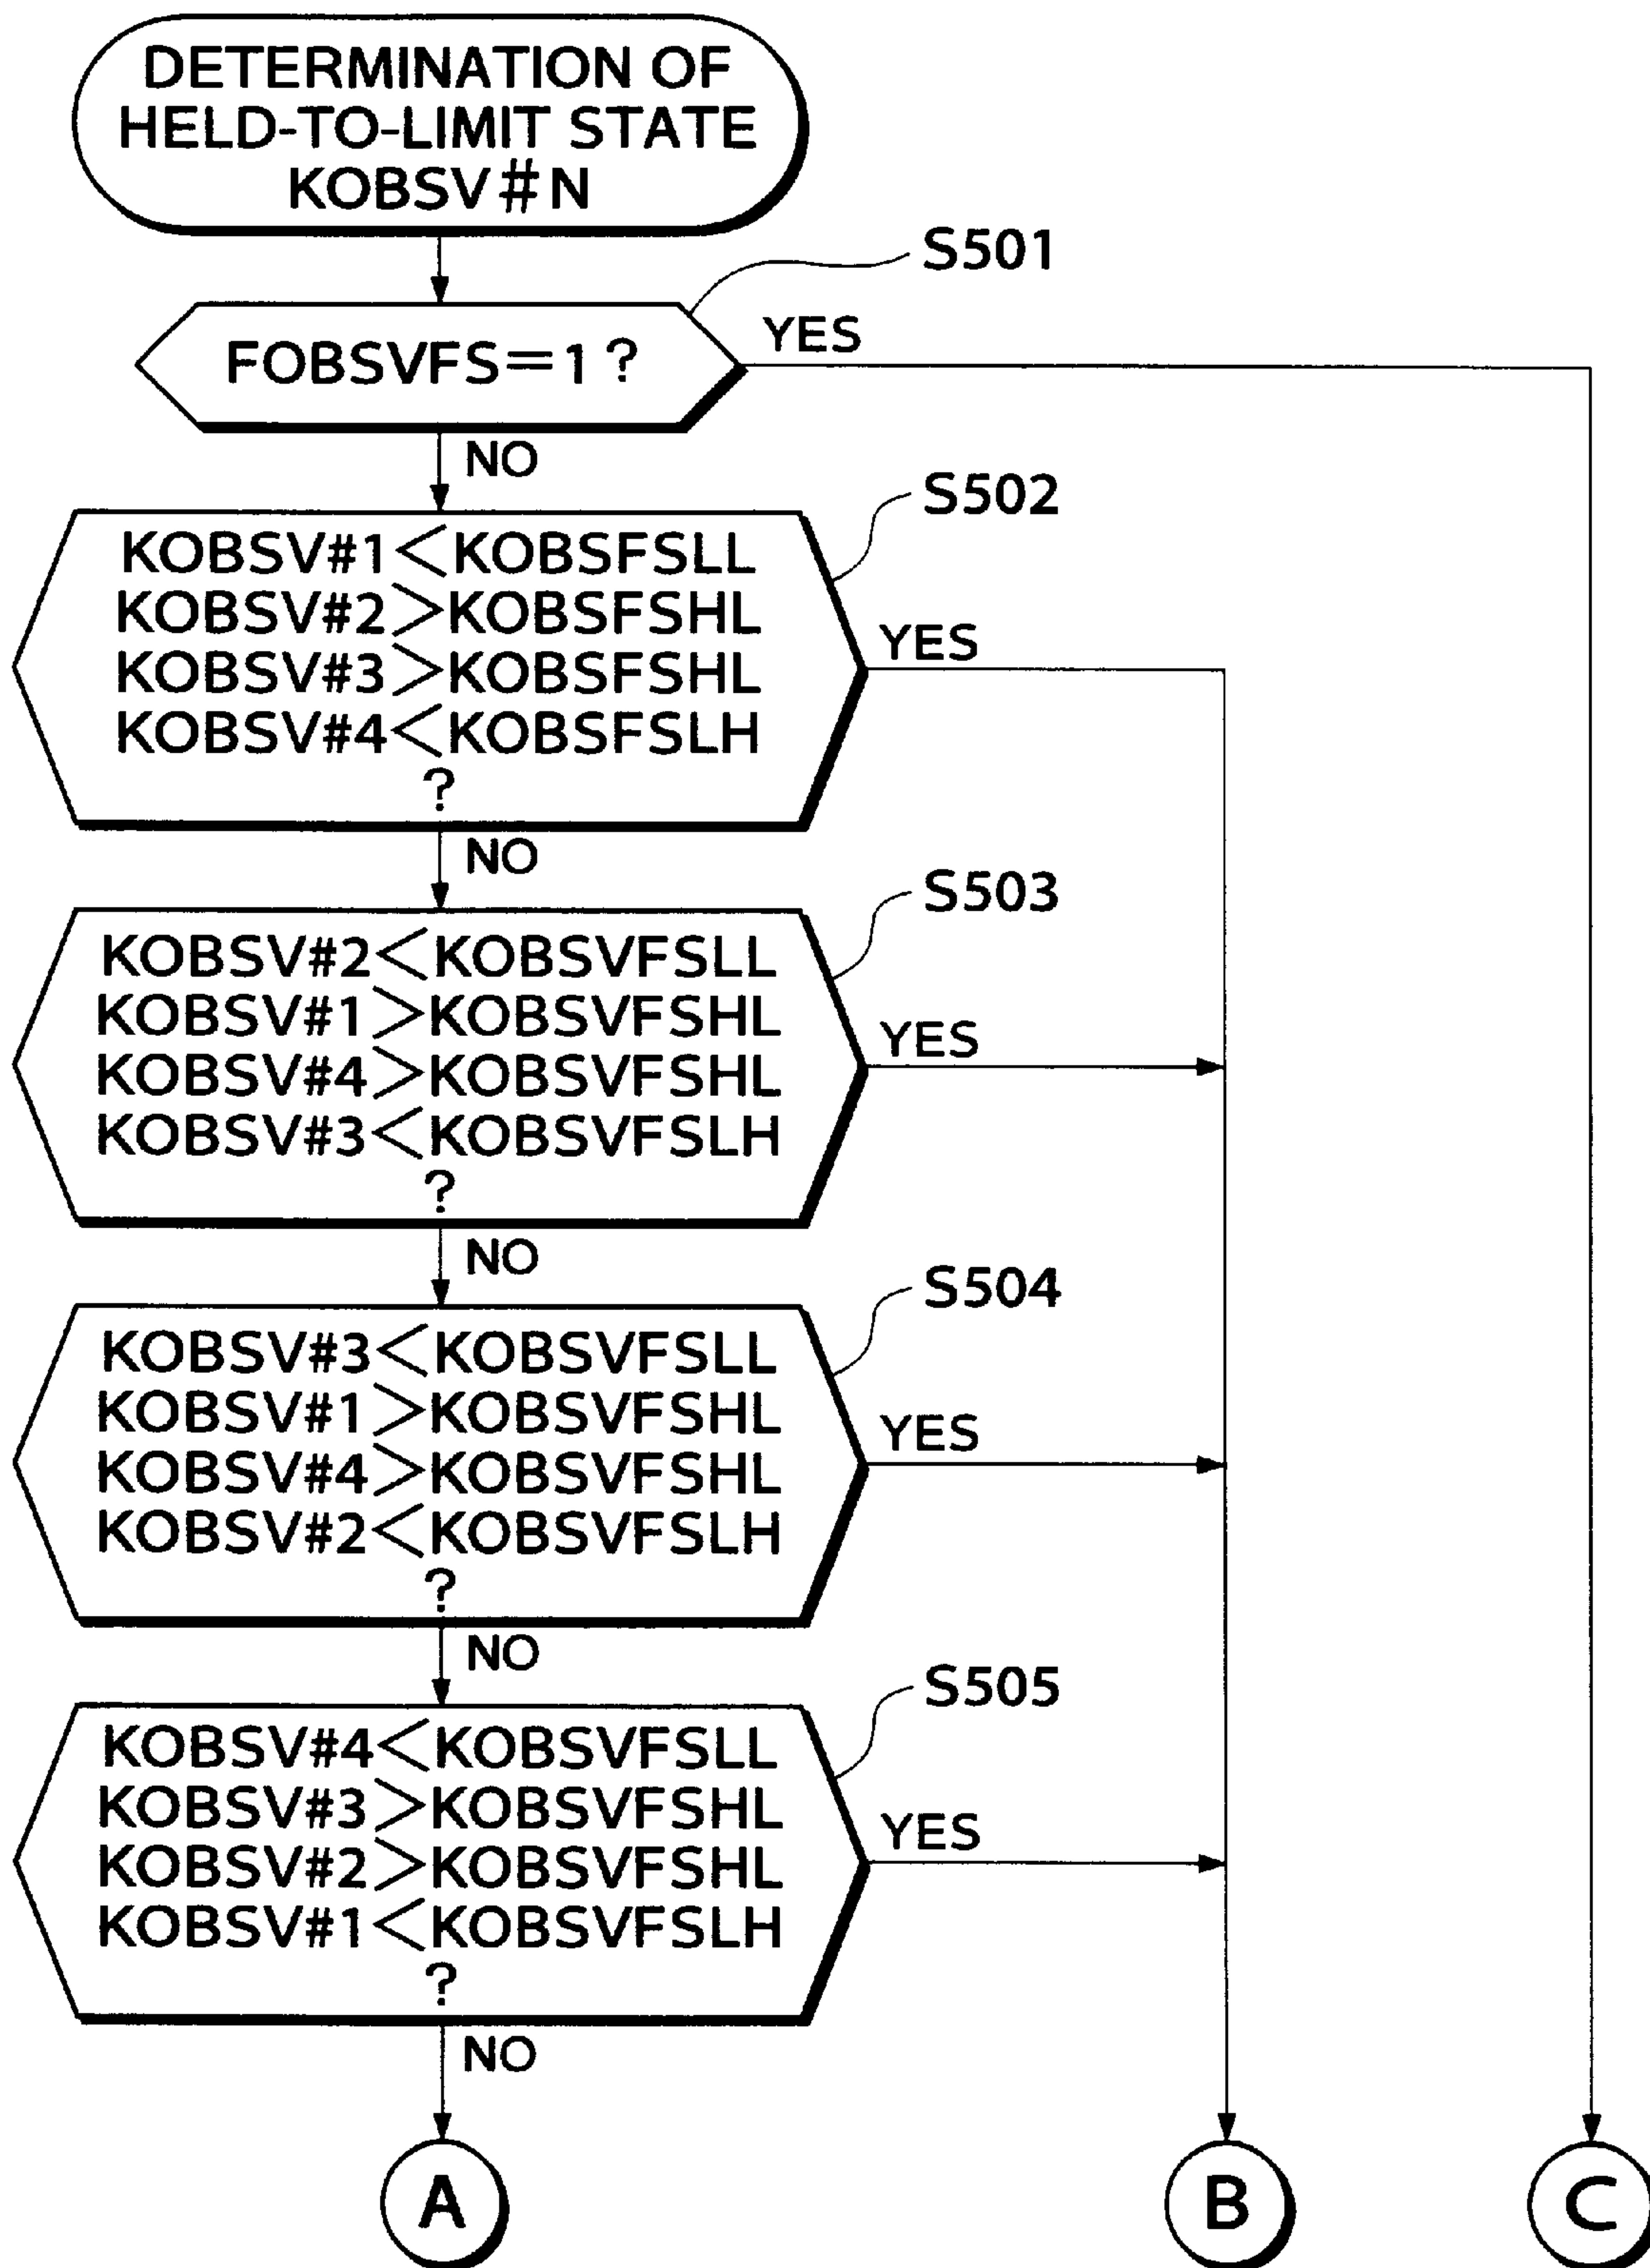 DETERMINATION OF
HELD-TO-LIMIT STATE
KOBSV#N
S501
FOBSVFS=1?
YES
NO
S502
KOBSV#1<KOBSFSLL
KOBSV#2>KOBSFSHL
KOBSV#3>KOBSFSHL
KOBSV#4<KOBSFSLH
?
YES
NO
S503
KOBSV#2<KOBSVFSLL
KOBSV#1>KOBSVFSHL
KOBSV#4>KOBSVFSHL
KOBSV#3<KOBSVFSLH
?
YES
NO
S504
KOBSV#3<KOBSVFSLL
KOBSV#1>KOBSVFSHL
KOBSV#4>KOBSVFSHL
KOBSV#2<KOBSVFSLH
?
YES
NO
S505
KOBSV#4<KOBSVFSLL
KOBSV#3>KOBSVFSHL
KOBSV#2>KOBSVFSHL
KOBSV#1<KOBSVFSLH
?
YES
NO
A
B
C